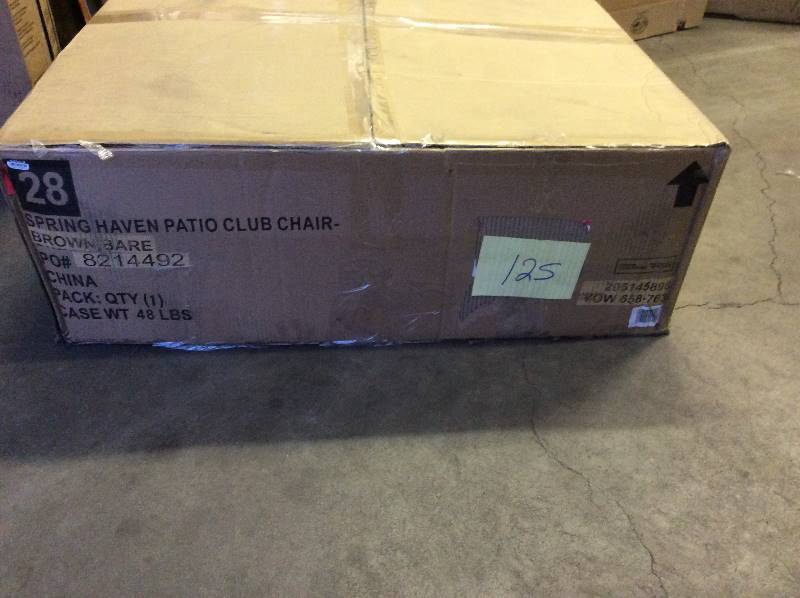 28
SPRING HAVEN PATIO CLUB CHAIR-
BROWN BARE
PO# 8214492
CHINA
PACK: QTY (1)
CASE WT 48 LBS
125